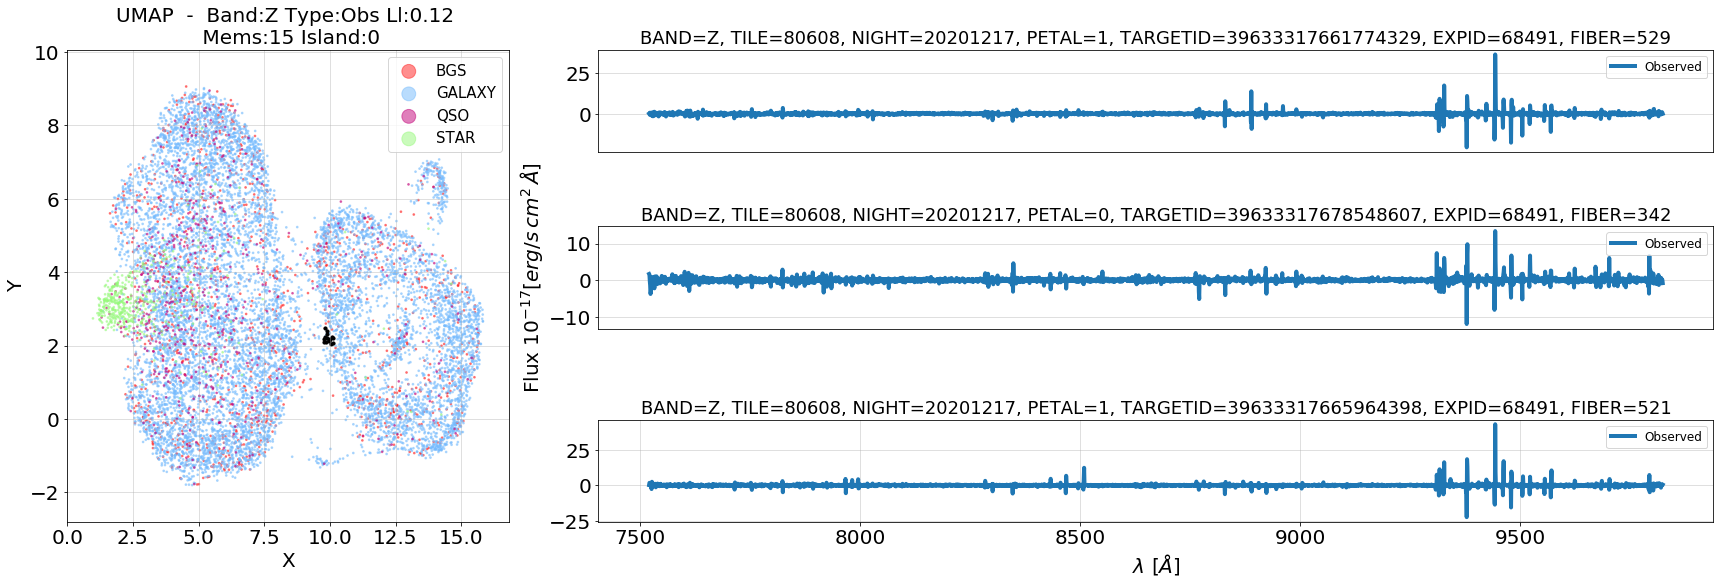 UMAP  -  Band:Z Type:Obs Ll:0.12
Mems:15 Island:0
10
8
6
4
2
0
−2
Y
0.0 2.5 5.0 7.5 10.0 12.5 15.0
X
BGS
GALAXY
QSO
STAR
Flux 10⁻¹⁷[erg/s cm² Å]
BAND=Z, TILE=80608, NIGHT=20201217, PETAL=1, TARGETID=39633317661774329, EXPID=68491, FIBER=529
25
0
Observed
BAND=Z, TILE=80608, NIGHT=20201217, PETAL=0, TARGETID=39633317678548607, EXPID=68491, FIBER=342
10
0
−10
Observed
BAND=Z, TILE=80608, NIGHT=20201217, PETAL=1, TARGETID=39633317665964398, EXPID=68491, FIBER=521
25
0
−25
Observed
7500 8000 8500 9000 9500
λ [Å]